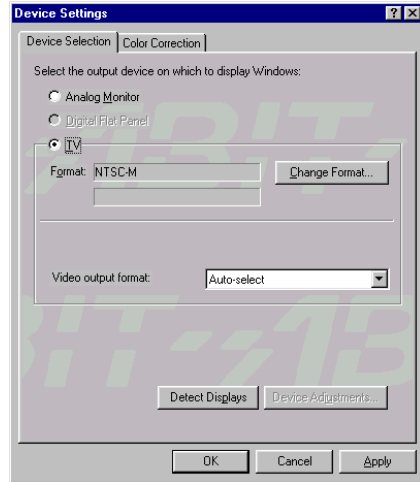 Device Settings
Device Selection
Color Correction
Select the output device on which to display Windows:
Analog Monitor
Digital Flat Panel
TV
Format:
NTSC-M
Change Format...
Video output format:
Auto-select
Detect Displays
Device Adjustments...
OK
Cancel
Apply
ABIT